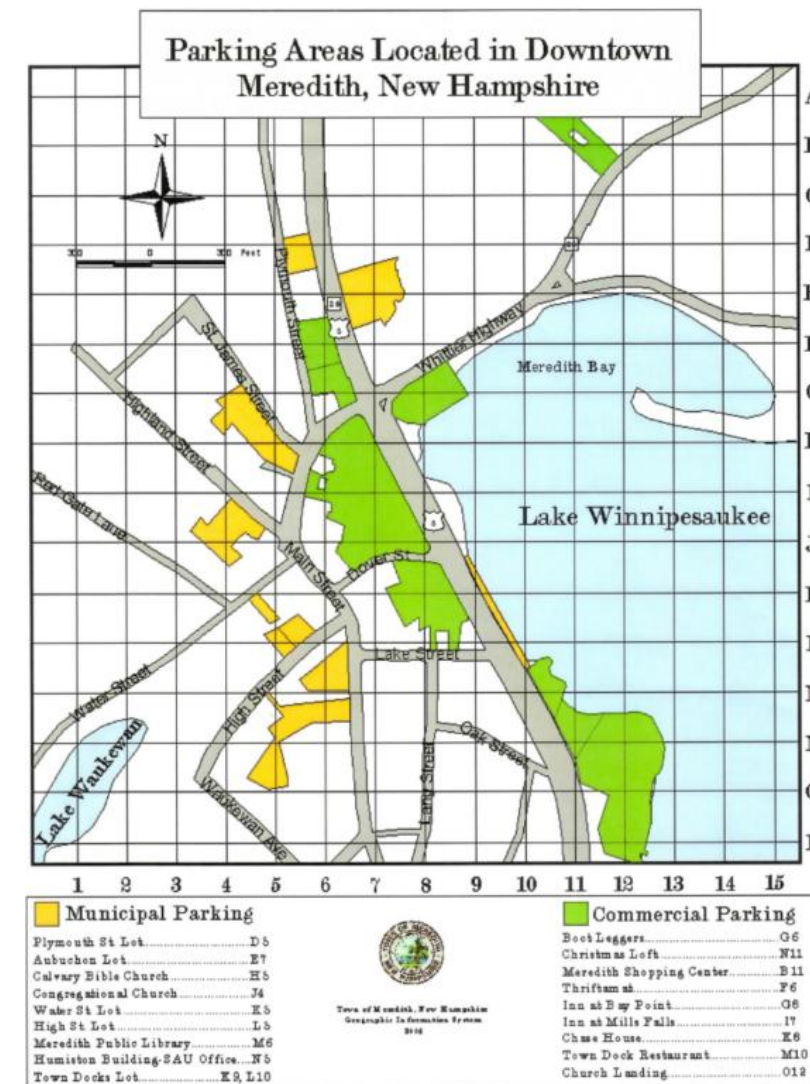 Parking Areas Located in Downtown
Meredith, New Hampshire
N
300 0 300 Feet
Plymouth Street
St James Street
Highland Street
Red Gate Lane
Whittier Highway
Meredith Bay
Lake Winnipesaukee
Dover St
Main Street
Lake Street
Water Street
High Street
Lake Waukewan
Waukewan Ave
Lang Street
Oak Street
1 2 3 4 5 6 7 8 9 10 11 12 13 14 15
Municipal Parking
Plymouth St Lot D5
Aubuchon Lot E7
Calvary Bible Church H5
Congregational Church J4
Water St Lot K5
High St Lot L5
Meredith Public Library M6
Humiston Building-SAU Office N5
Town Docks Lot K9, L10
Town of Meredith, New Hampshire
Geographic Information System
Commercial Parking
Boot Leggers G6
Christmas Loft N11
Meredith Shopping Center B11
Thriftamat F6
Inn at Bay Point G8
Inn at Mills Falls I7
Chase House K8
Town Dock Restaurant M10
Church Landing O12